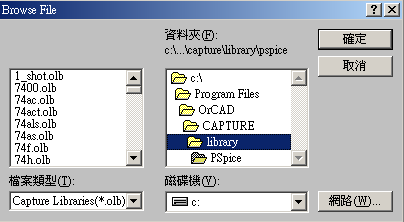 Browse File
資料夾(F):
c:\...\capture\library\pspice
確定
取消
1_shot.olb
7400.olb
74ac.olb
74act.olb
74als.olb
74as.olb
74f.olb
74h.olb
c:\
Program Files
OrCAD
CAPTURE
library
PSpice
檔案類型(T):
磁碟機(V):
Capture Libraries(*.olb)
c:
網路(W)...